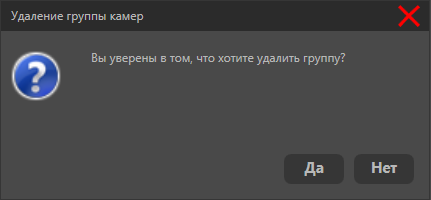 Удаление группы камер
Вы уверены в том, что хотите удалить группу?
Да
Нет